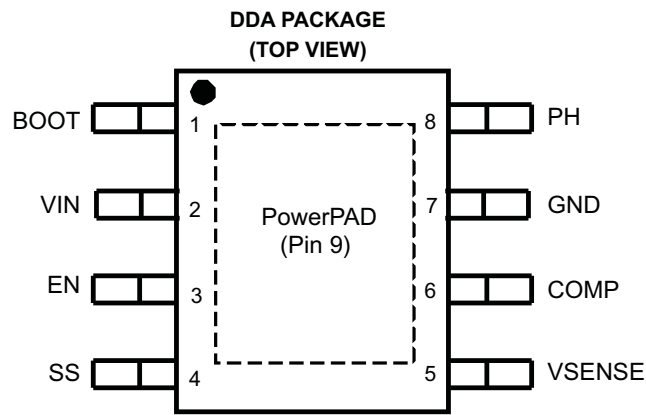 DDA PACKAGE
(TOP VIEW)
BOOT 1 8 PH
VIN 2 7 GND
PowerPAD
(Pin 9)
EN 3 6 COMP
SS 4 5 VSENSE